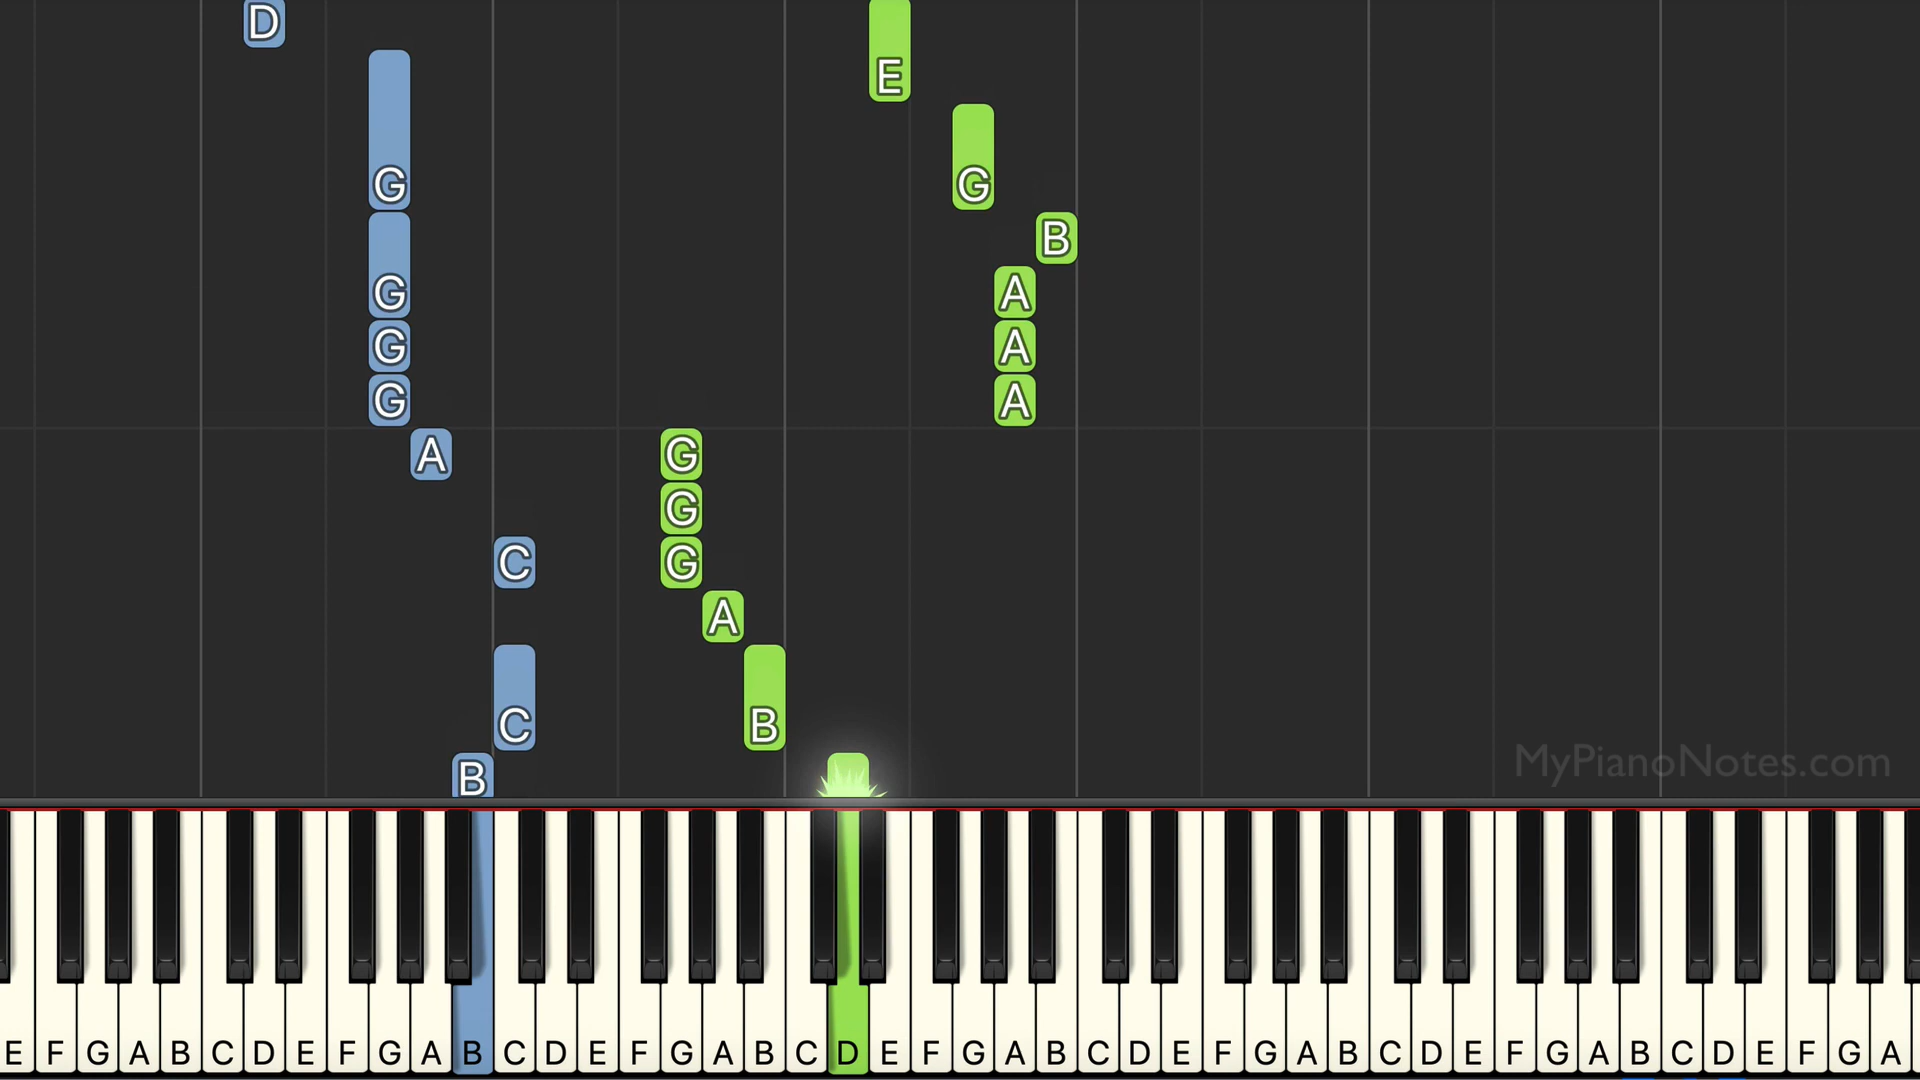 D
E
G G
B
G A
G A
G A
A G
G
C G
A
C B
B
MyPianoNotes.com
E F G A B C D E F G A B C D E F G A B C D E F G A B C D E F G A B C D E F G A B C D E F G A